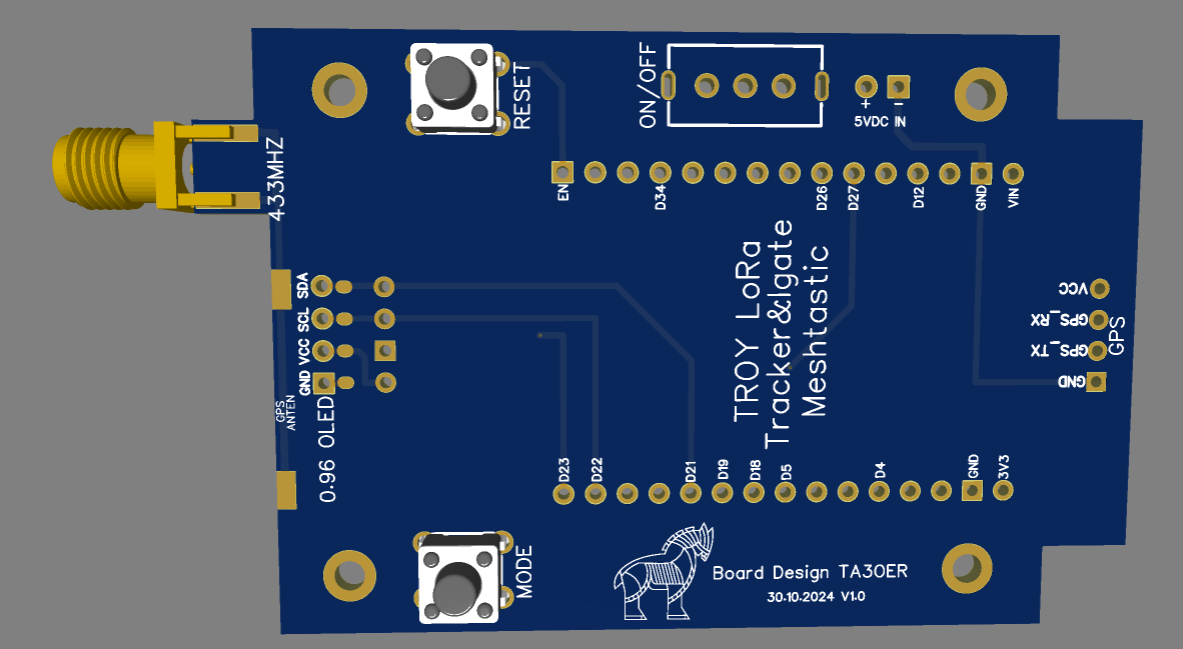 RESET
ON/OFF
+
-
5VDC IN
433MHZ
EN
D34
D26
D27
D12
GND
VIN
SDA
SCL
VCC
GND
GPS
ANTEN
0.96 OLED
TROY LoRa
Tracker&Igate
Meshtastic
VCC
GPS_RX
GPS_TX
GND
GPS
D23
D22
D21
D19
D18
D5
D4
GND
3V3
MODE
Board Design TA3OER
30.10.2024 V1.0